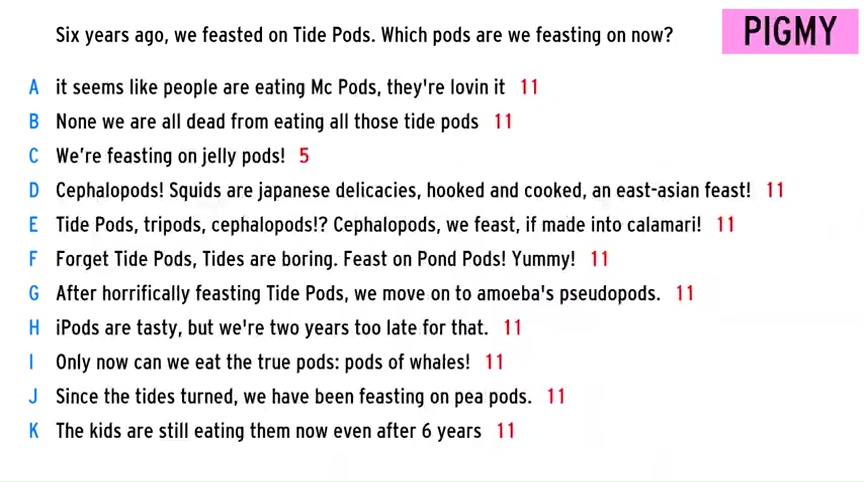 Six years ago, we feasted on Tide Pods. Which pods are we feasting on now?
PIGMY
A it seems like people are eating Mc Pods, they're lovin it 11
B None we are all dead from eating all those tide pods 11
C We're feasting on jelly pods! 5
D Cephalopods! Squids are japanese delicacies, hooked and cooked, an east-asian feast! 11
E Tide Pods, tripods, cephalopods!? Cephalopods, we feast, if made into calamari! 11
F Forget Tide Pods, Tides are boring. Feast on Pond Pods! Yummy! 11
G After horrifically feasting Tide Pods, we move on to amoeba's pseudopods. 11
H iPods are tasty, but we're two years too late for that. 11
I Only now can we eat the true pods: pods of whales! 11
J Since the tides turned, we have been feasting on pea pods. 11
K The kids are still eating them now even after 6 years 11